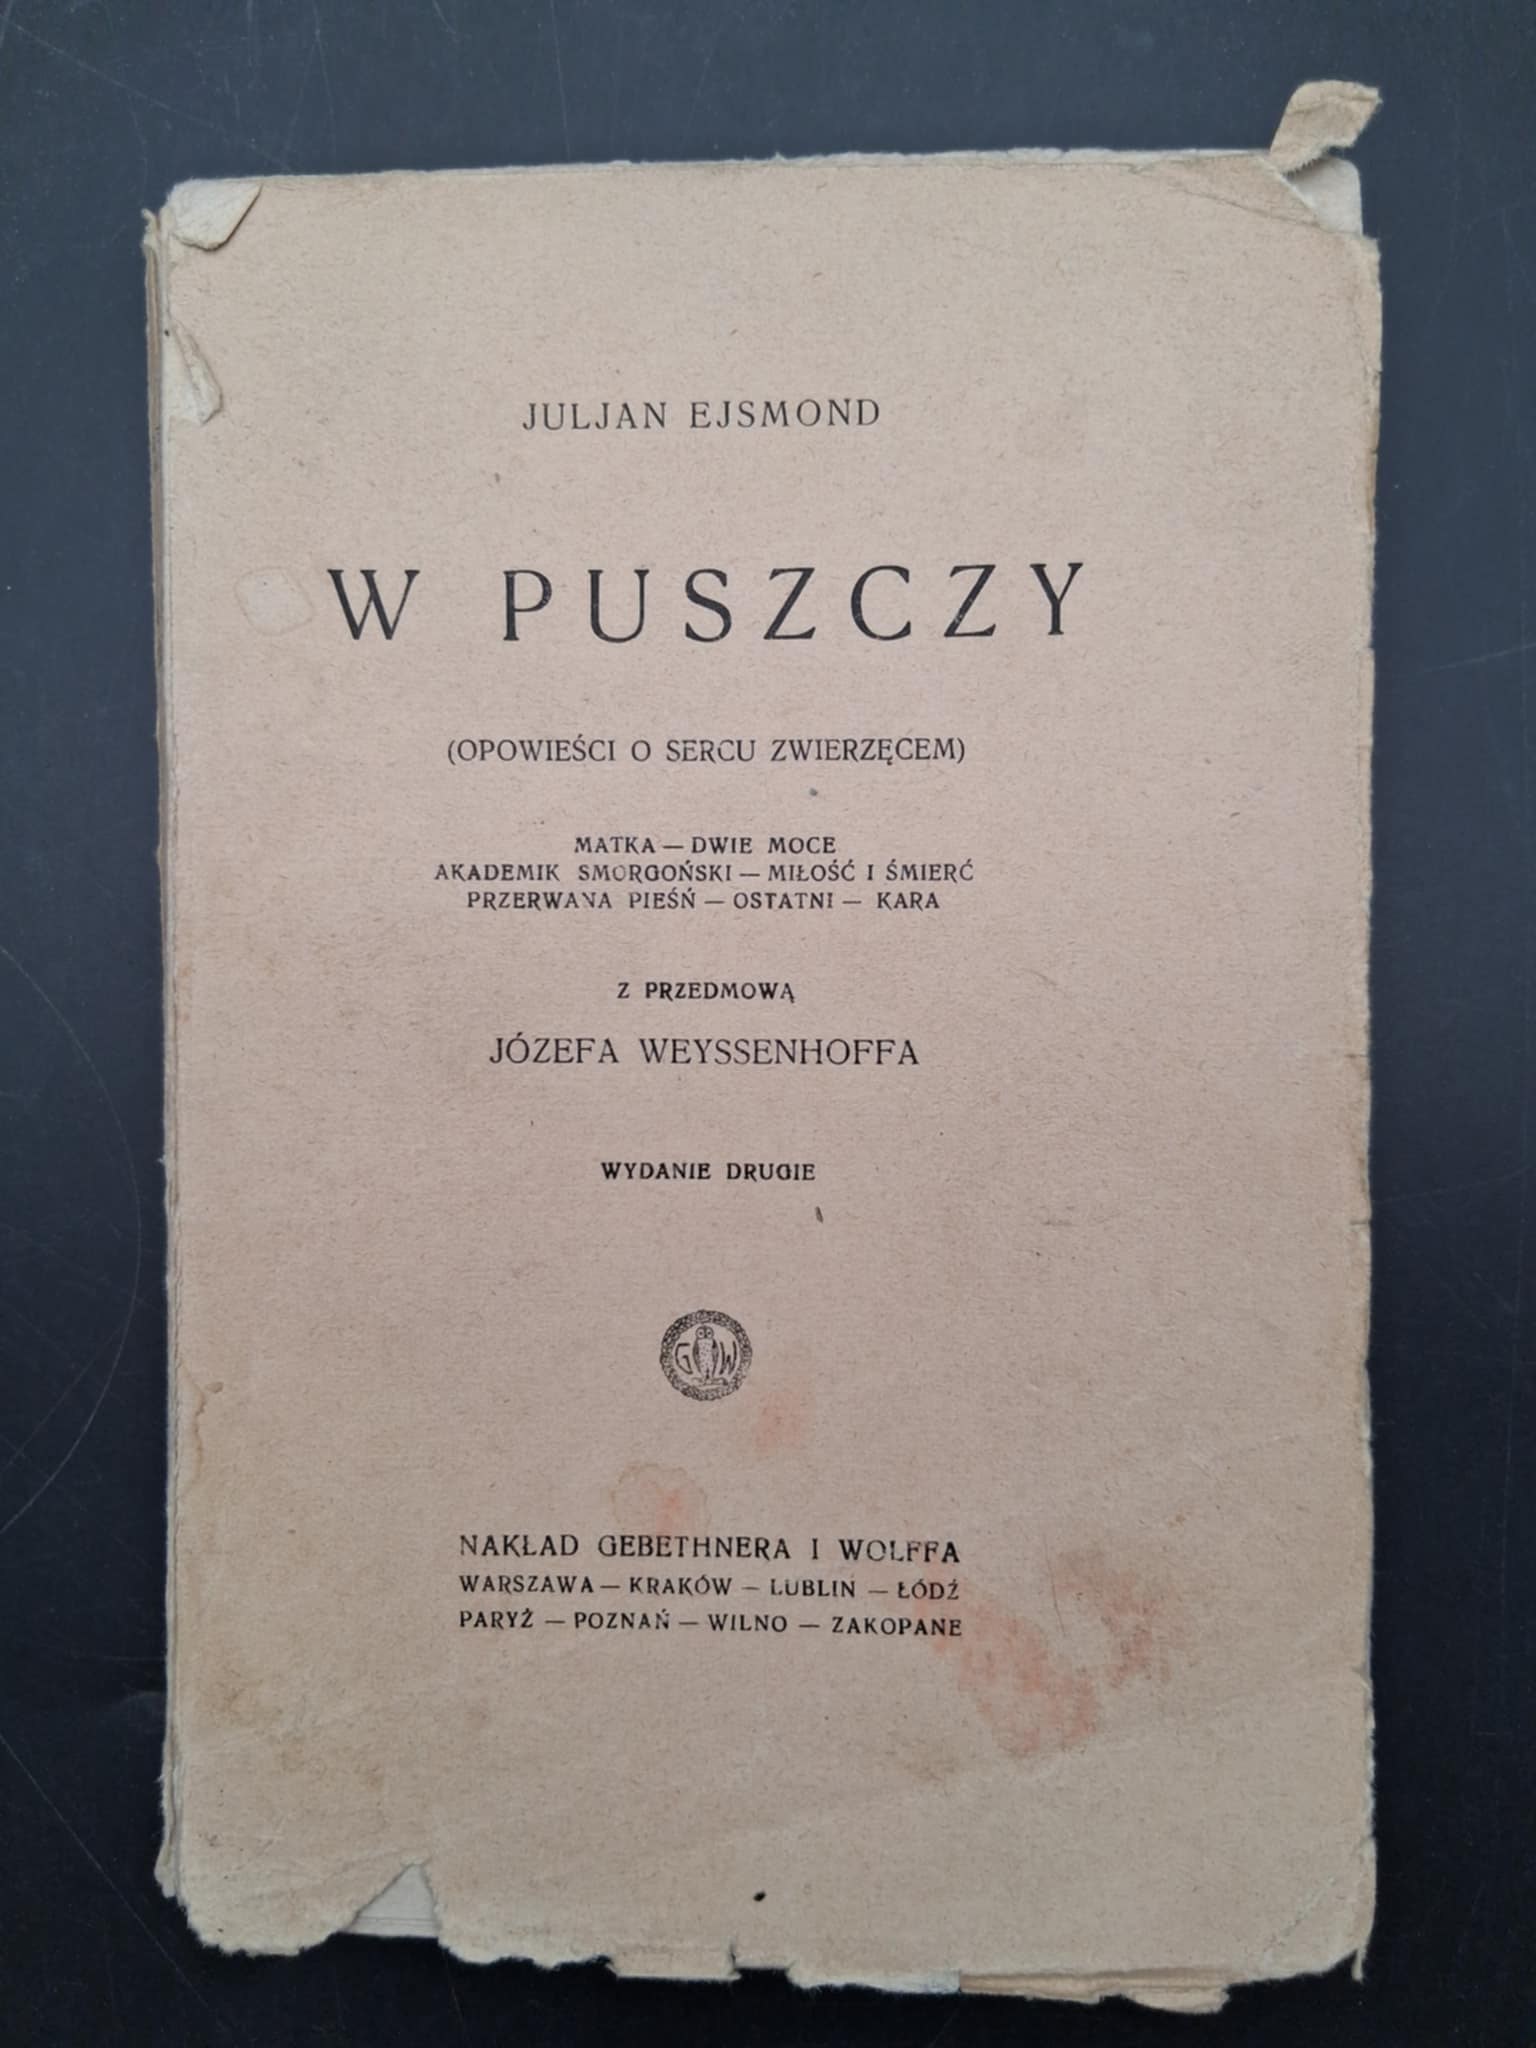 JULJAN EJSMOND
W PUSZCZY
(OPOWIEŚCI O SERCU ZWIERZĘCEM)
MATKA — DWIE MOCE
AKADEMIK SMORGOŃSKI — MIŁOŚĆ I ŚMIERĆ
PRZERWANA PIEŚŃ — OSTATNI — KARA
Z PRZEDMOWĄ
JÓZEFA WEYSSENHOFFA
WYDANIE DRUGIE
G W
NAKŁAD GEBETHNERA I WOLFFA
WARSZAWA — KRAKÓW — LUBLIN — ŁÓDŹ
PARYŻ — POZNAŃ — WILNO — ZAKOPANE